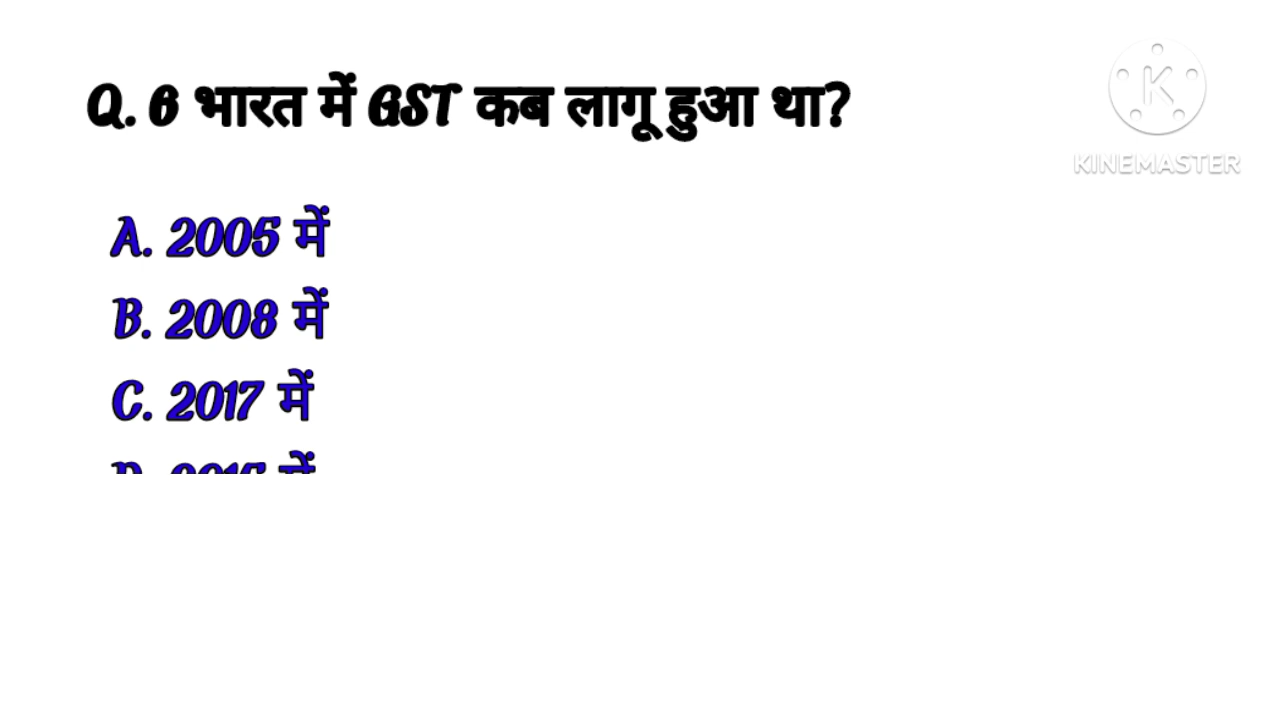 Q. 6 भारत में GST कब लागू हुआ था?
KINEMASTER
A. 2005 में
B. 2008 में
C. 2017 में